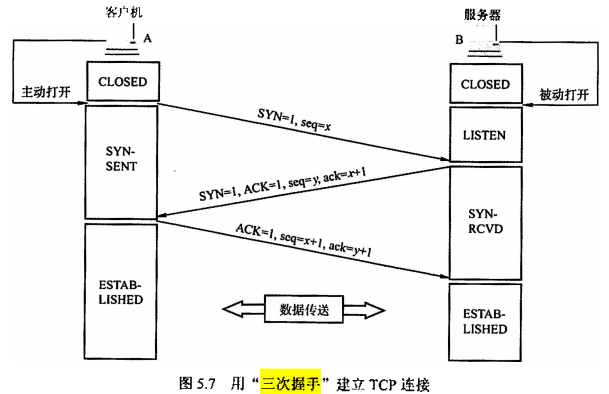 客户机
服务器
A
B
CLOSED
CLOSED
主动打开
被动打开
SYN=1, seq=x
LISTEN
SYN-
SENT
SYN=1, ACK=1, seq=y, ack=x+1
SYN-
RCVD
ACK=1, seq=x+1, ack=y+1
ESTAB-
LISHED
数据传送
ESTAB-
LISHED
图 5.7 用“三次握手”建立 TCP 连接